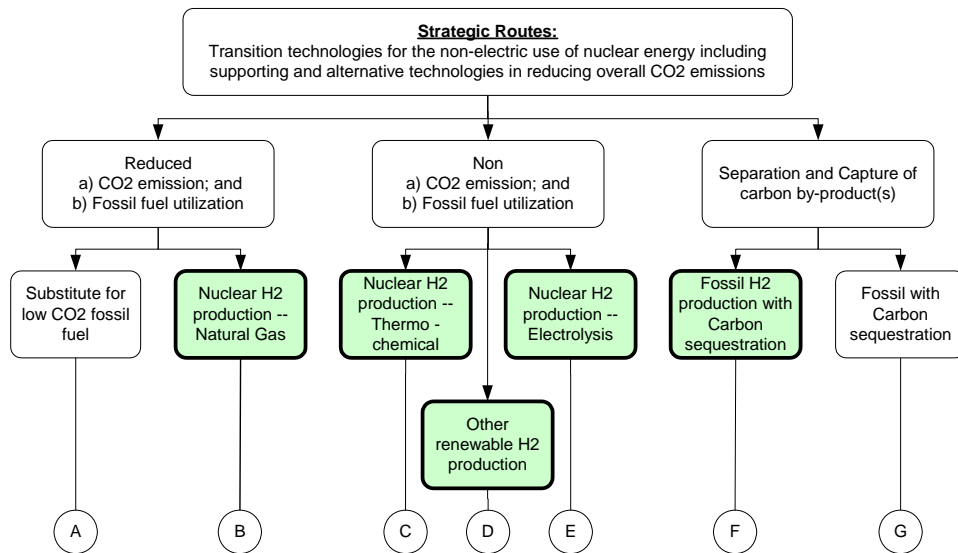 Strategic Routes:
Transition technologies for the non-electric use of nuclear energy including
supporting and alternative technologies in reducing overall CO2 emissions
Reduced
a) CO2 emission; and
b) Fossil fuel utilization
Non
a) CO2 emission; and
b) Fossil fuel utilization
Separation and Capture of
carbon by-product(s)
Substitute for
low CO2 fossil
fuel
Nuclear H2
production --
Natural Gas
Nuclear H2
production --
Thermo -
chemical
Nuclear H2
production --
Electrolysis
Fossil H2
production with
Carbon
sequestration
Fossil with
Carbon
sequestration
Other
renewable H2
production
A
B
C
D
E
F
G